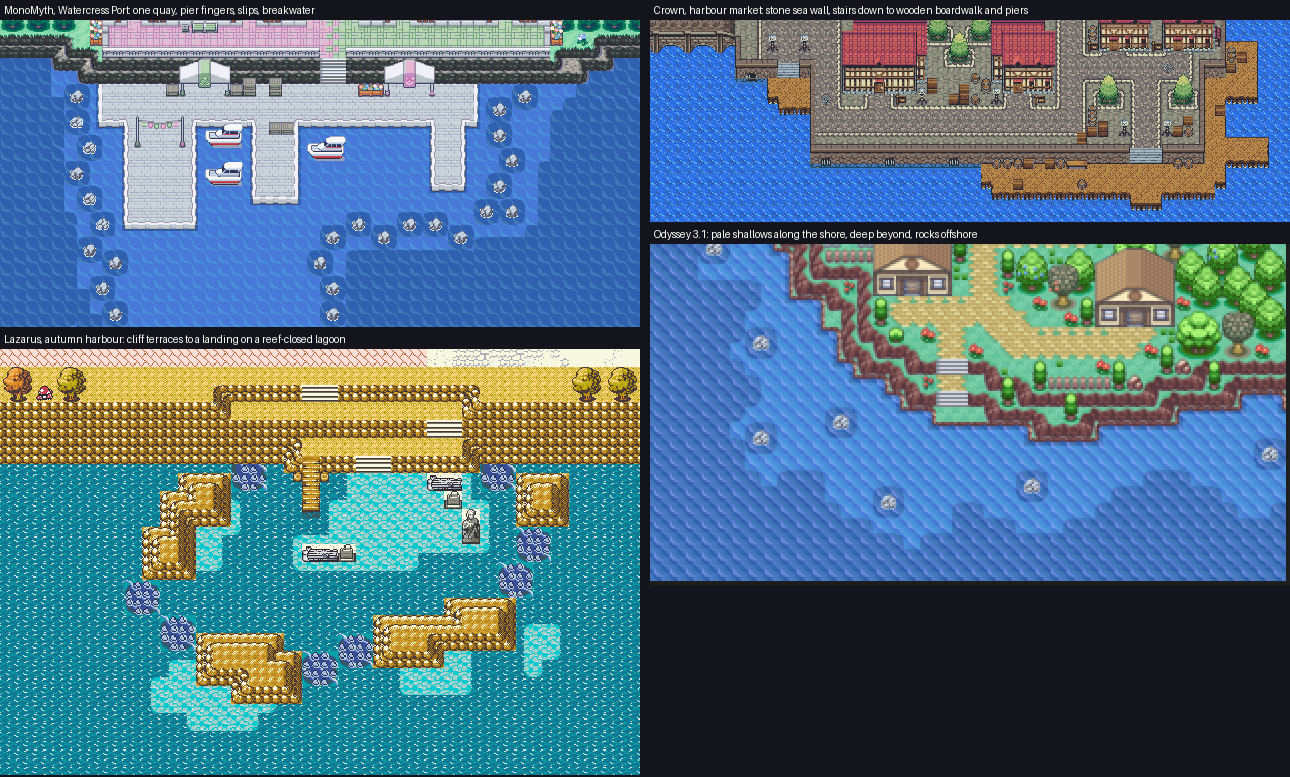 MonoMyth, Watercress Port one quay, pier fingers, slips, breakwater
Crown, harbour market: stone sea wall, stairs down to wooden boardwalk and piers
Odyssey 3.1: pale shallows along the shore, deep beyond, rocks offshore
Lazarus, autumn harbour: cliff terraces to a landing on a reef-closed lagoon